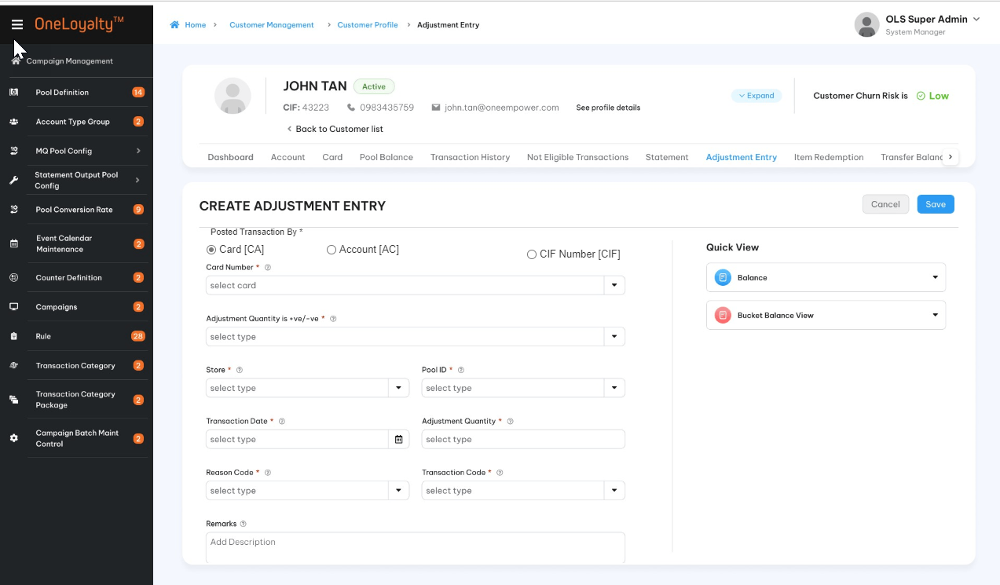 OneLoyalty™
Campaign Management
Pool Definition 14
Account Type Group 2
MQ Pool Config
Statement Output Pool
Config
Pool Conversion Rate 9
Event Calendar
Maintenance 2
Counter Definition 2
Campaigns 2
Rule 28
Transaction Category 2
Transaction Category
Package 2
Campaign Batch Maint
Control 2
Home > Customer Management > Customer Profile > Adjustment Entry
OLS Super Admin
System Manager
JOHN TAN Active
CIF: 43223 0983435759 john.tan@oneempower.com See profile details
< Back to Customer list
Expand
Customer Churn Risk is Low
Dashboard Account Card Pool Balance Transaction History Not Eligible Transactions Statement Adjustment Entry Item Redemption Transfer Balanc >
CREATE ADJUSTMENT ENTRY
Cancel Save
Posted Transaction By *
Card [CA] Account [AC] CIF Number [CIF]
Card Number * ?
select card
Adjustment Quantity is +ve/-ve * ?
select type
Store * ? Pool ID * ?
select type select type
Transaction Date * ? Adjustment Quantity * ?
select type select type
Reason Code * ? Transaction Code * ?
select type select type
Remarks ?
Add Description
Quick View
Balance
Bucket Balance View